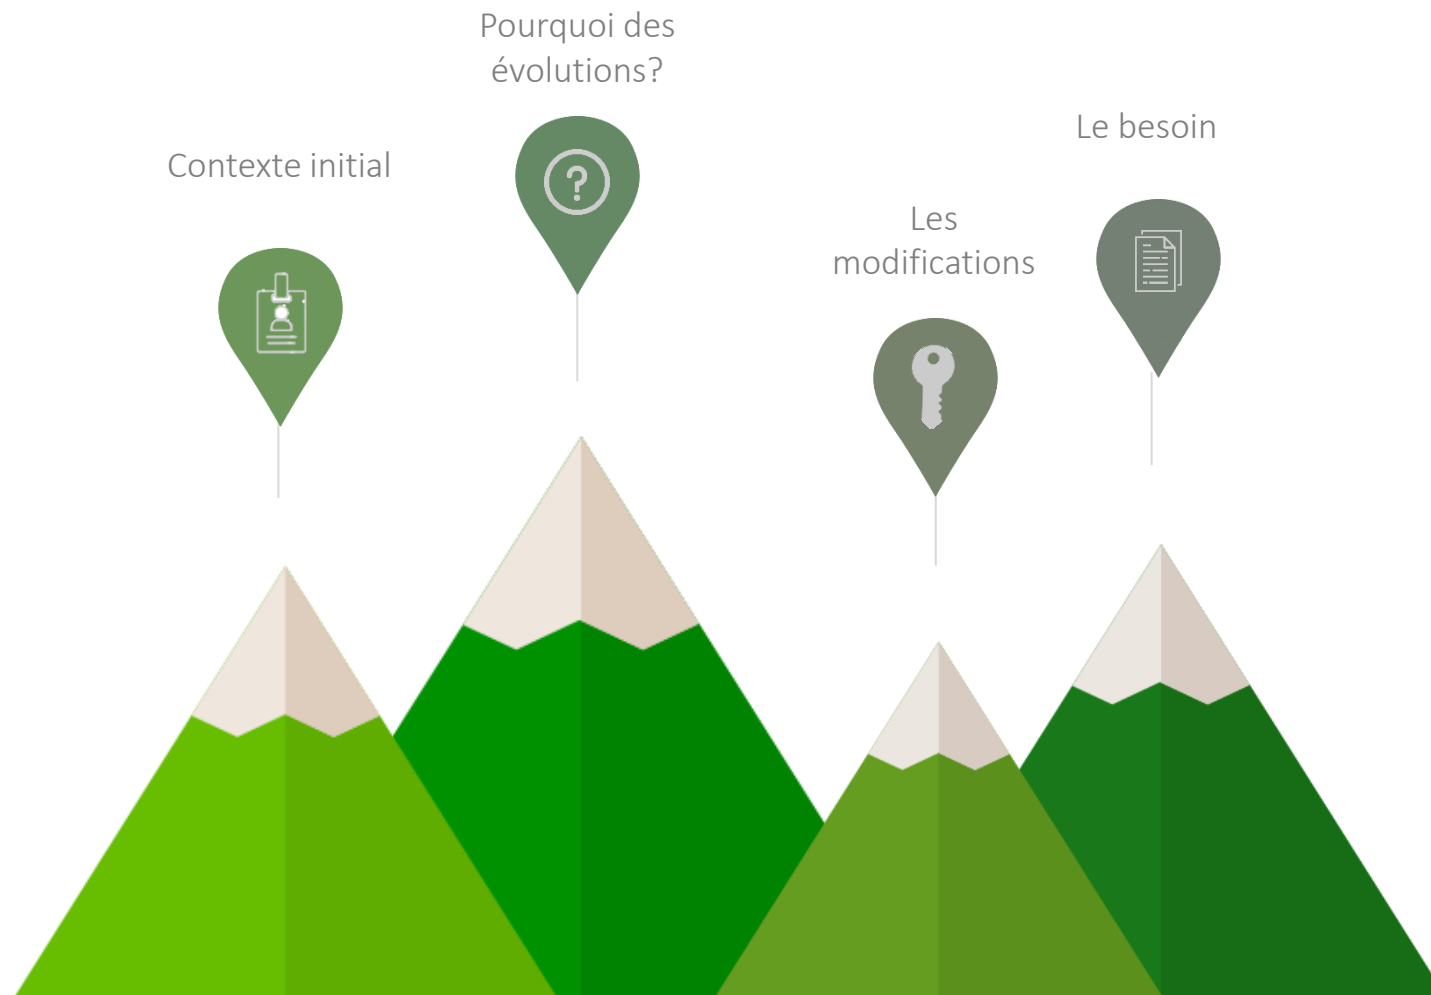 Contexte initial
Pourquoi des
évolutions?
Les
modifications
Le besoin